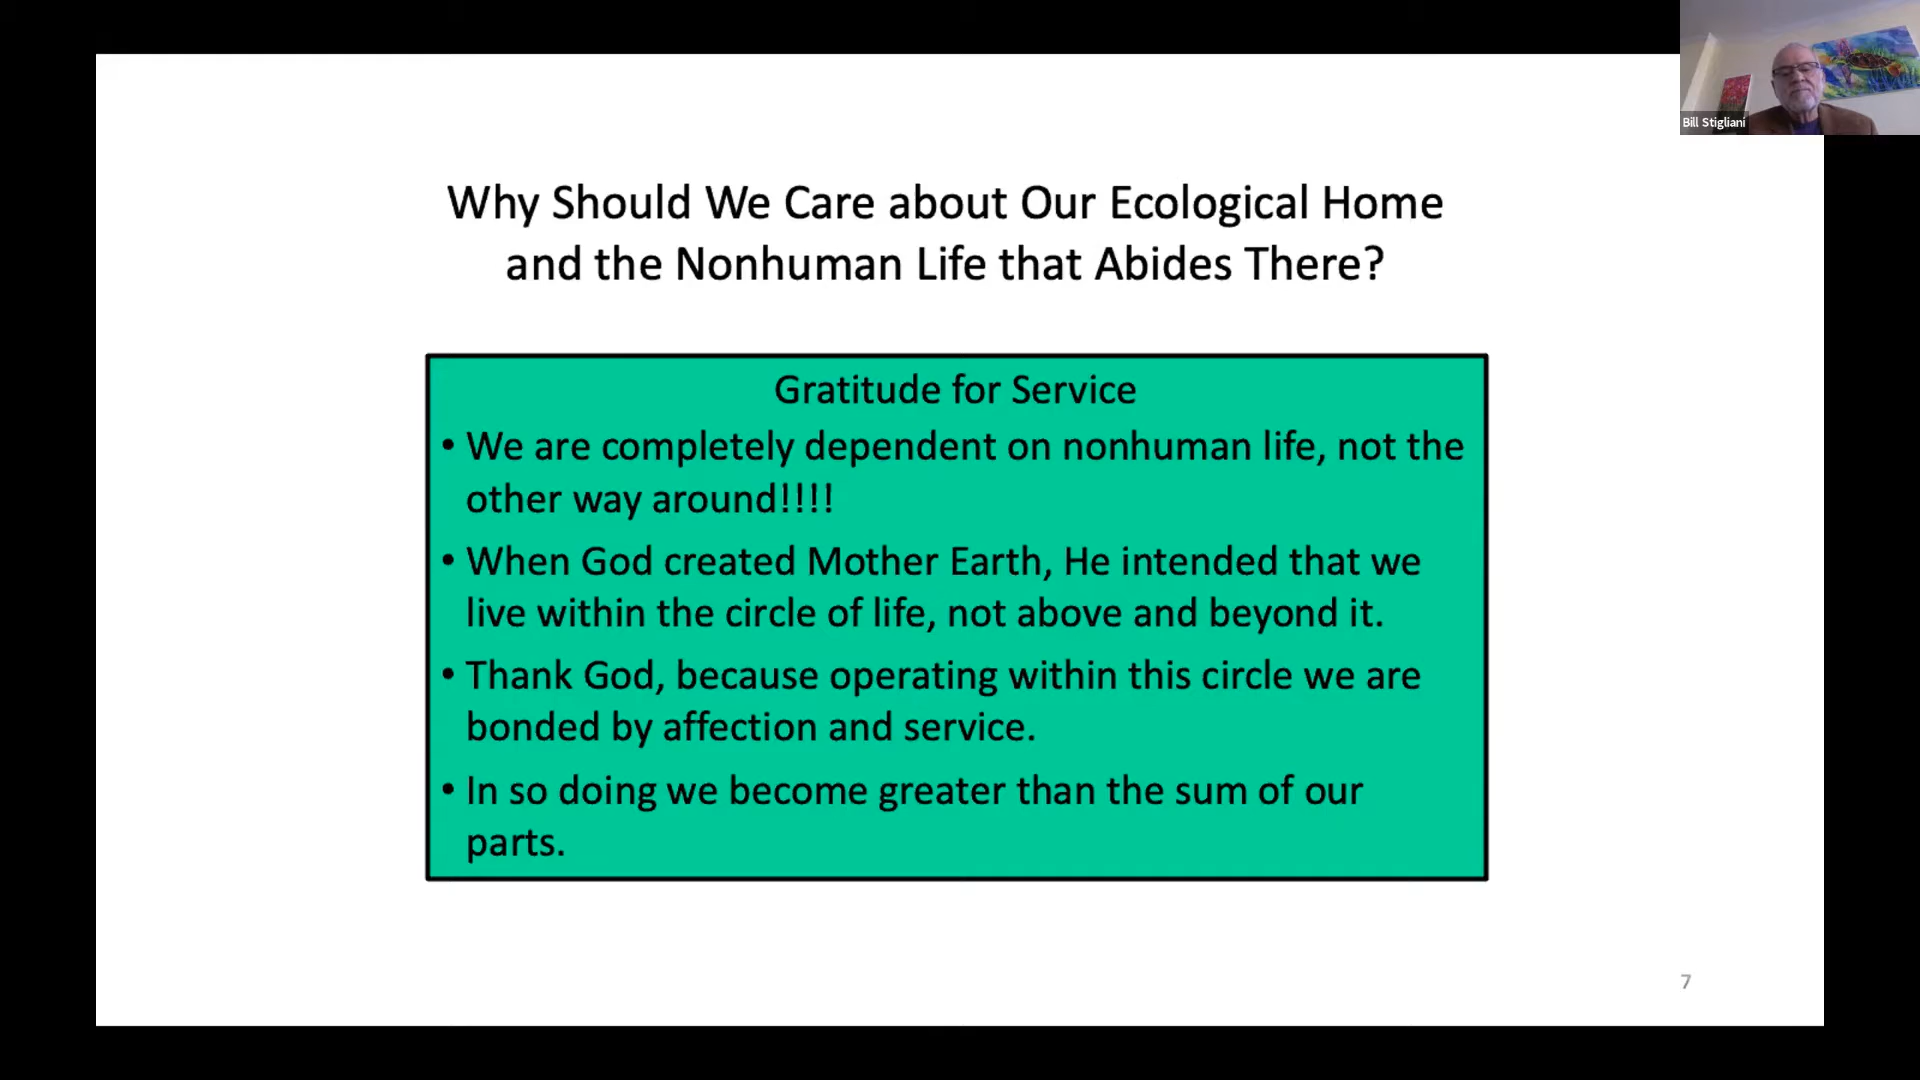 Bill Stigliani
Why Should We Care about Our Ecological Home
and the Nonhuman Life that Abides There?
Gratitude for Service
• We are completely dependent on nonhuman life, not the
other way around!!!!
• When God created Mother Earth, He intended that we
live within the circle of life, not above and beyond it.
• Thank God, because operating within this circle we are
bonded by affection and service.
• In so doing we become greater than the sum of our
parts.
7